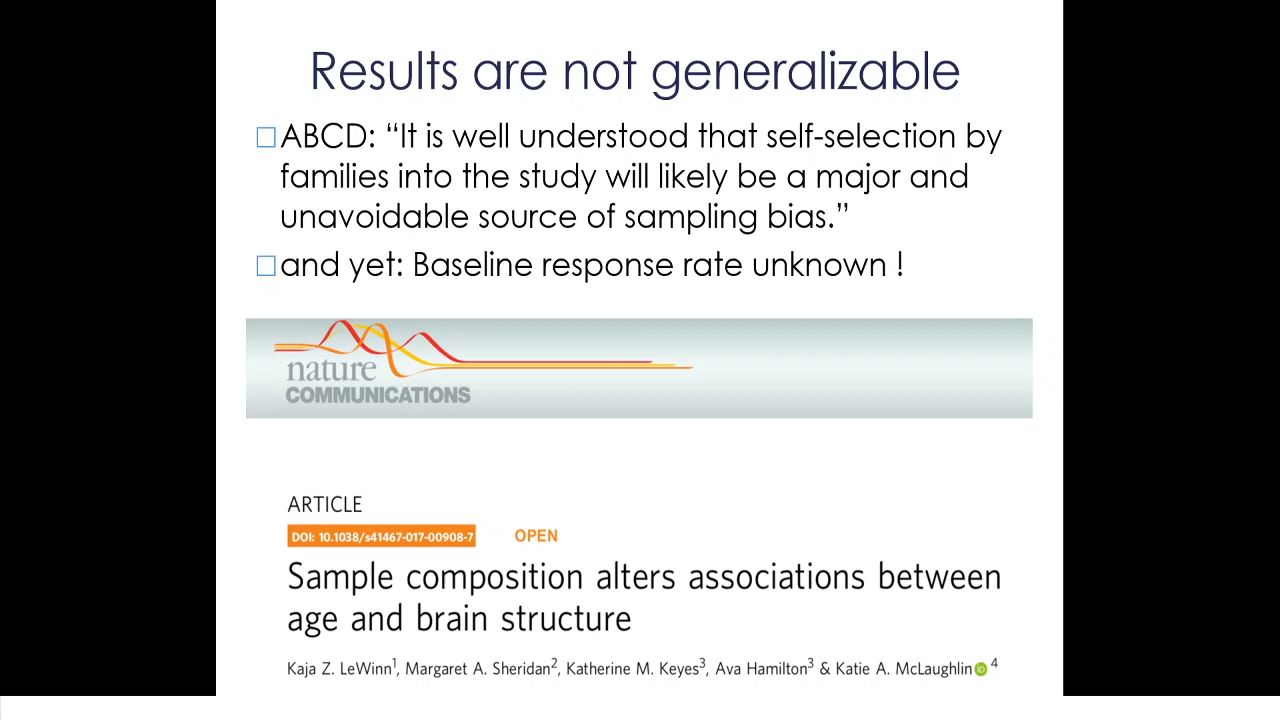 Results are not generalizable
ABCD: “It is well understood that self-selection by
families into the study will likely be a major and
unavoidable source of sampling bias.”
and yet: Baseline response rate unknown !
nature
COMMUNICATIONS
ARTICLE
DOI: 10.1038/s41467-017-00908-7 OPEN
Sample composition alters associations between
age and brain structure
Kaja Z. LeWinn1, Margaret A. Sheridan2, Katherine M. Keyes3, Ava Hamilton3 & Katie A. McLaughlin iD 4